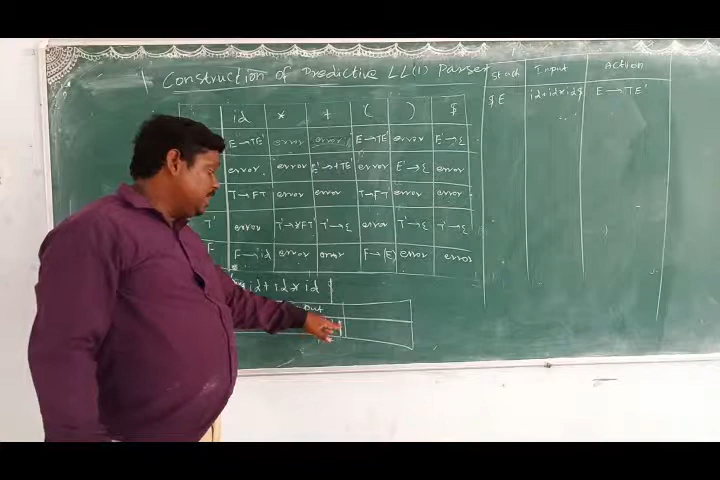 Construction of Predictive LL(1) Parser
Stack Input Action
$E id+id*id$ E→TE'
id * + ( ) $
E→TE' error error E→TE' error E'→ε
error error E'→+TE' error E'→ε error
T→FT' error error T→FT' error error
T' error T'→*FT' T'→ε error T'→ε T'→ε
F F→id error error F→(E) error error
id+id*id $